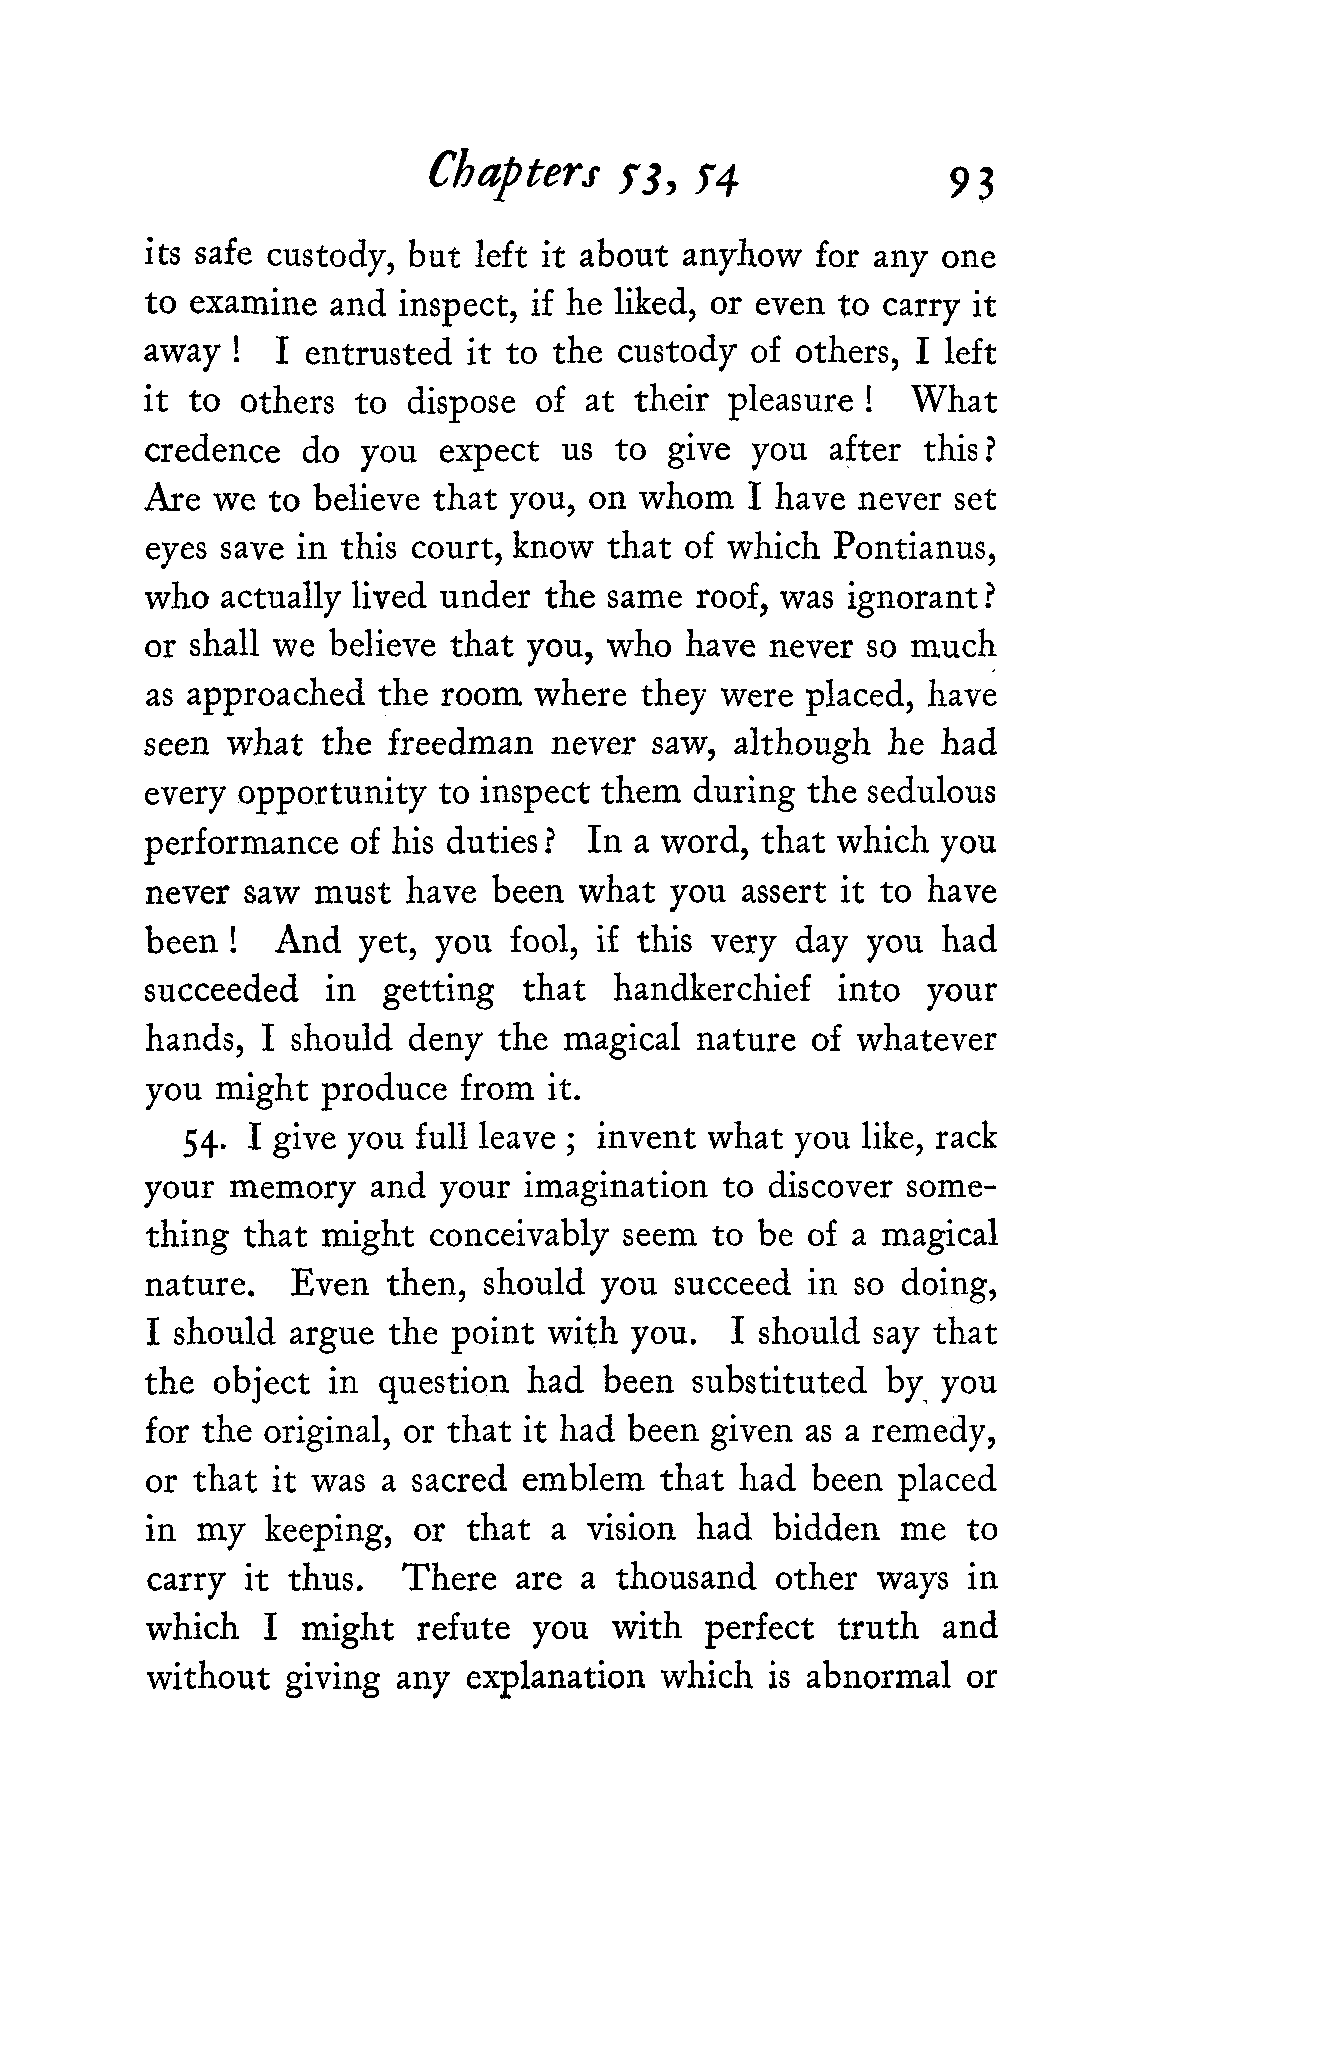 Chapters 53, 54 93
its safe custody, but left it about anyhow for any one
to examine and inspect, if he liked, or even to carry it
away ! I entrusted it to the custody of others, I left
it to others to dispose of at their pleasure ! What
credence do you expect us to give you after this ?
Are we to believe that you, on whom I have never set
eyes save in this court, know that of which Pontianus,
who actually lived under the same roof, was ignorant ?
or shall we believe that you, who have never so much
as approached the room where they were placed, have
seen what the freedman never saw, although he had
every opportunity to inspect them during the sedulous
performance of his duties ? In a word, that which you
never saw must have been what you assert it to have
been ! And yet, you fool, if this very day you had
succeeded in getting that handkerchief into your
hands, I should deny the magical nature of whatever
you might produce from it.
54. I give you full leave ; invent what you like, rack
your memory and your imagination to discover some-
thing that might conceivably seem to be of a magical
nature. Even then, should you succeed in so doing,
I should argue the point with you. I should say that
the object in question had been substituted by you
for the original, or that it had been given as a remedy,
or that it was a sacred emblem that had been placed
in my keeping, or that a vision had bidden me to
carry it thus. There are a thousand other ways in
which I might refute you with perfect truth and
without giving any explanation which is abnormal or